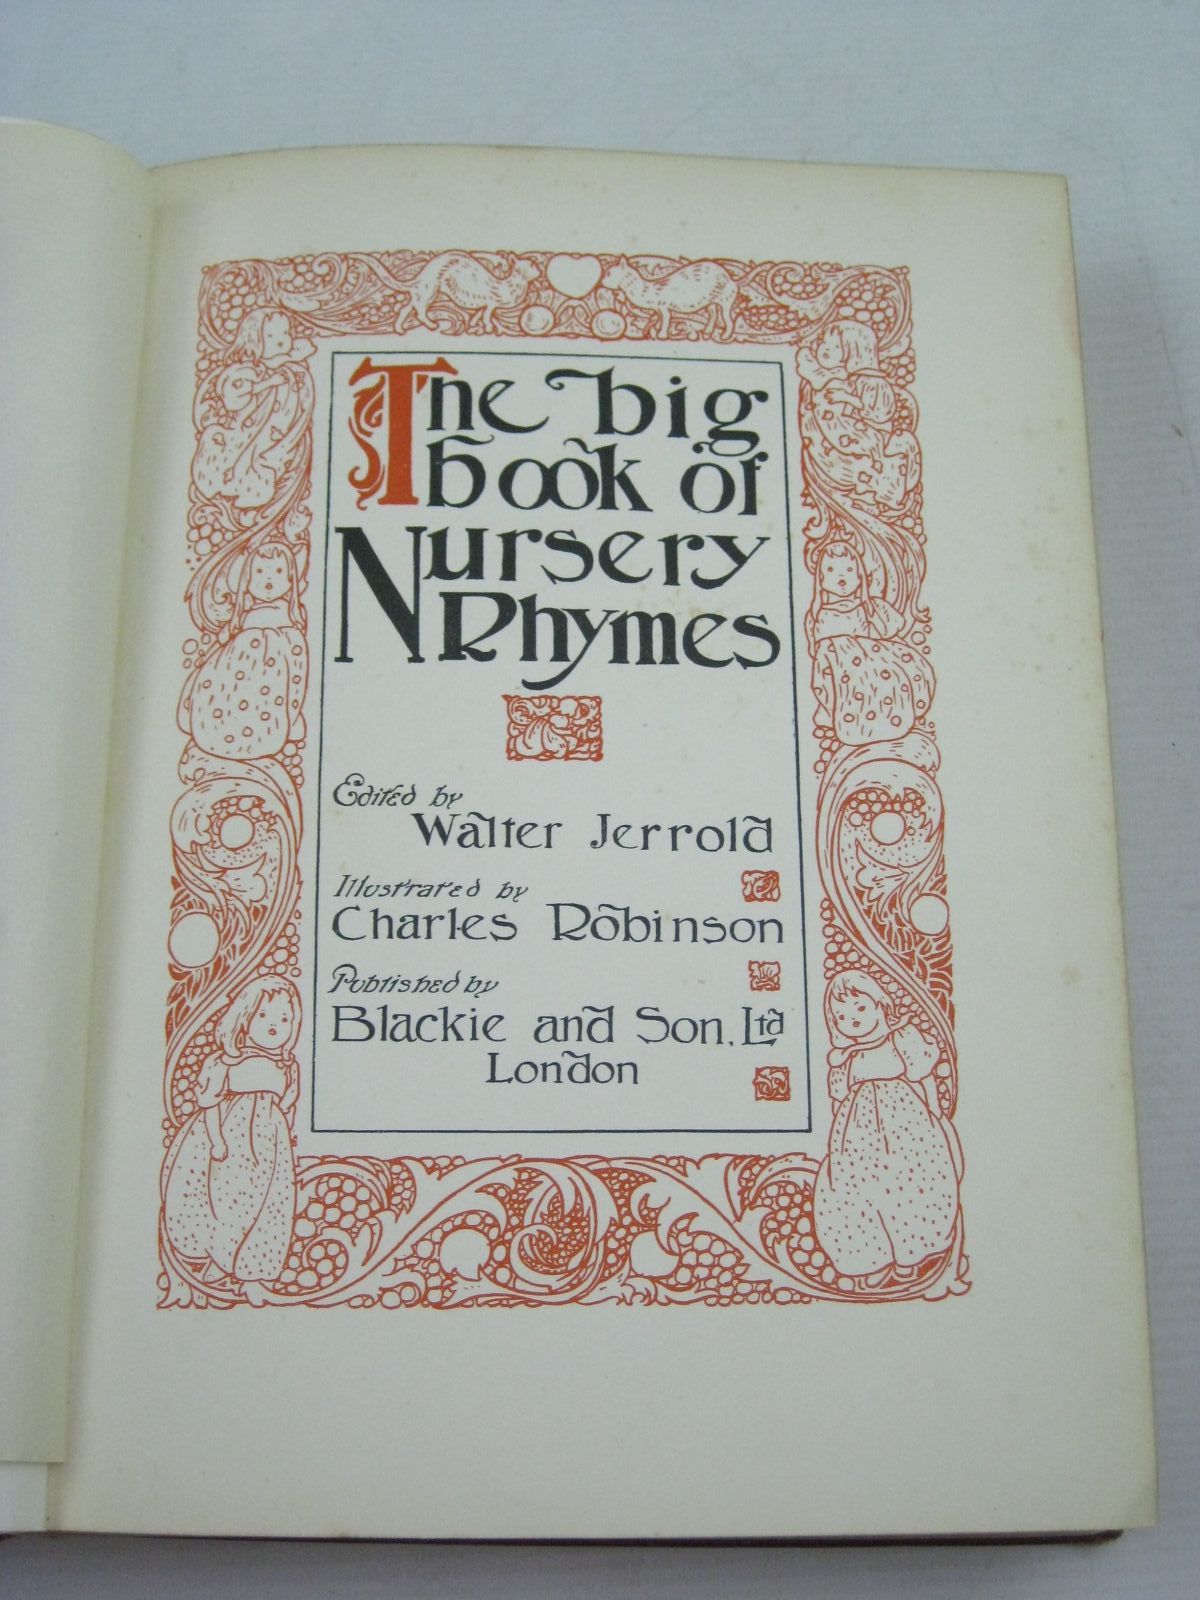 The big
book of
Nursery
Rhymes
Edited by
Walter Jerrold
Illustrated by
Charles Robinson
Published by
Blackie and Son, Ltd
London